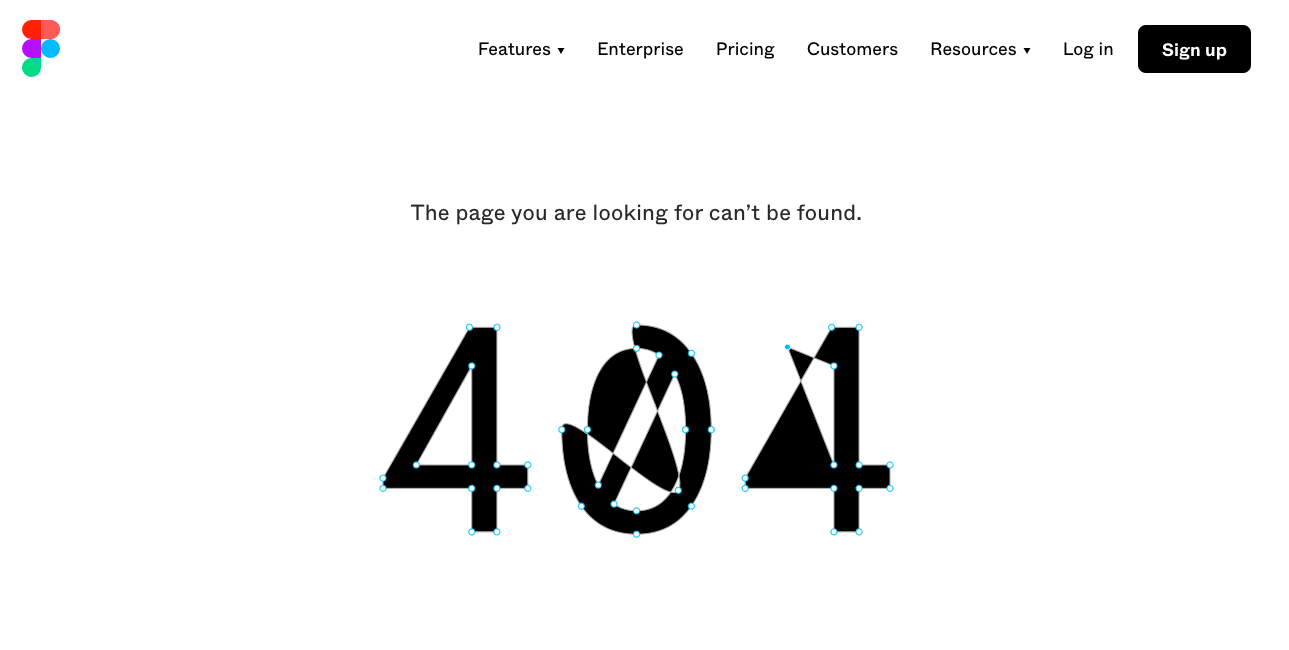 Features ▾ Enterprise Pricing Customers Resources ▾ Log in Sign up
The page you are looking for can’t be found.
404